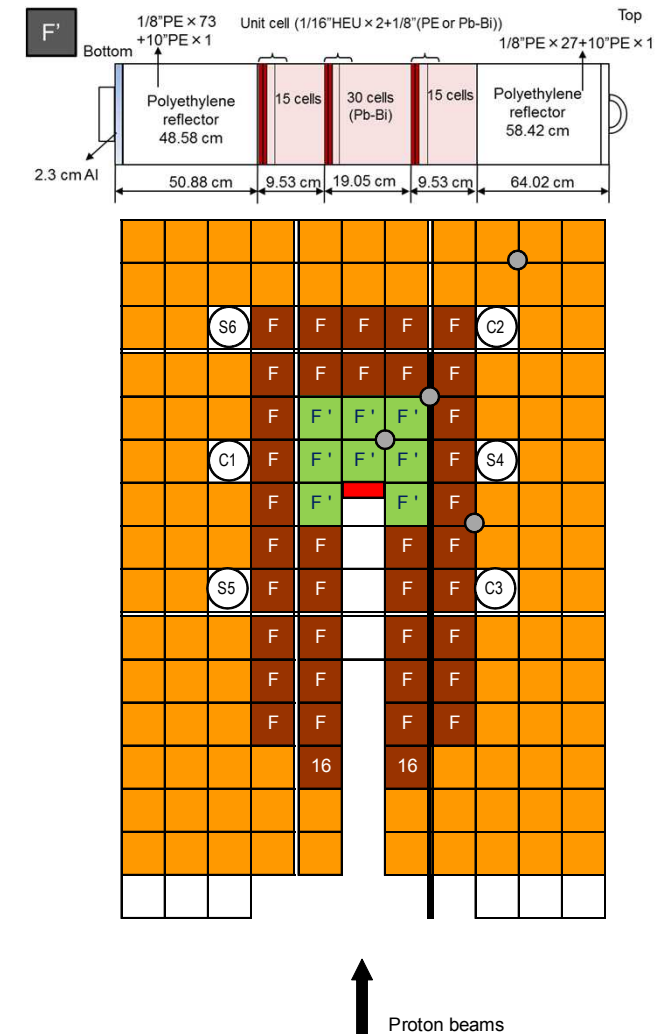 F'
1/8”PE × 73
+10”PE × 1
Unit cell (1/16”HEU × 2+1/8”(PE or Pb-Bi))
Top
Bottom
1/8”PE × 27+10”PE × 1
Polyethylene
reflector
48.58 cm
15 cells
30 cells
(Pb-Bi)
15 cells
Polyethylene
reflector
58.42 cm
2.3 cm Al
50.88 cm
9.53 cm
19.05 cm
9.53 cm
64.02 cm
S6 F F F F F C2
F F F F F
F F ' F ' F ' F
C1 F F ' F ' F ' F S4
F F ' F ' F
F F F F
S5 F F F F C3
F F F F
F F F F
F F F F
16 16
Proton beams